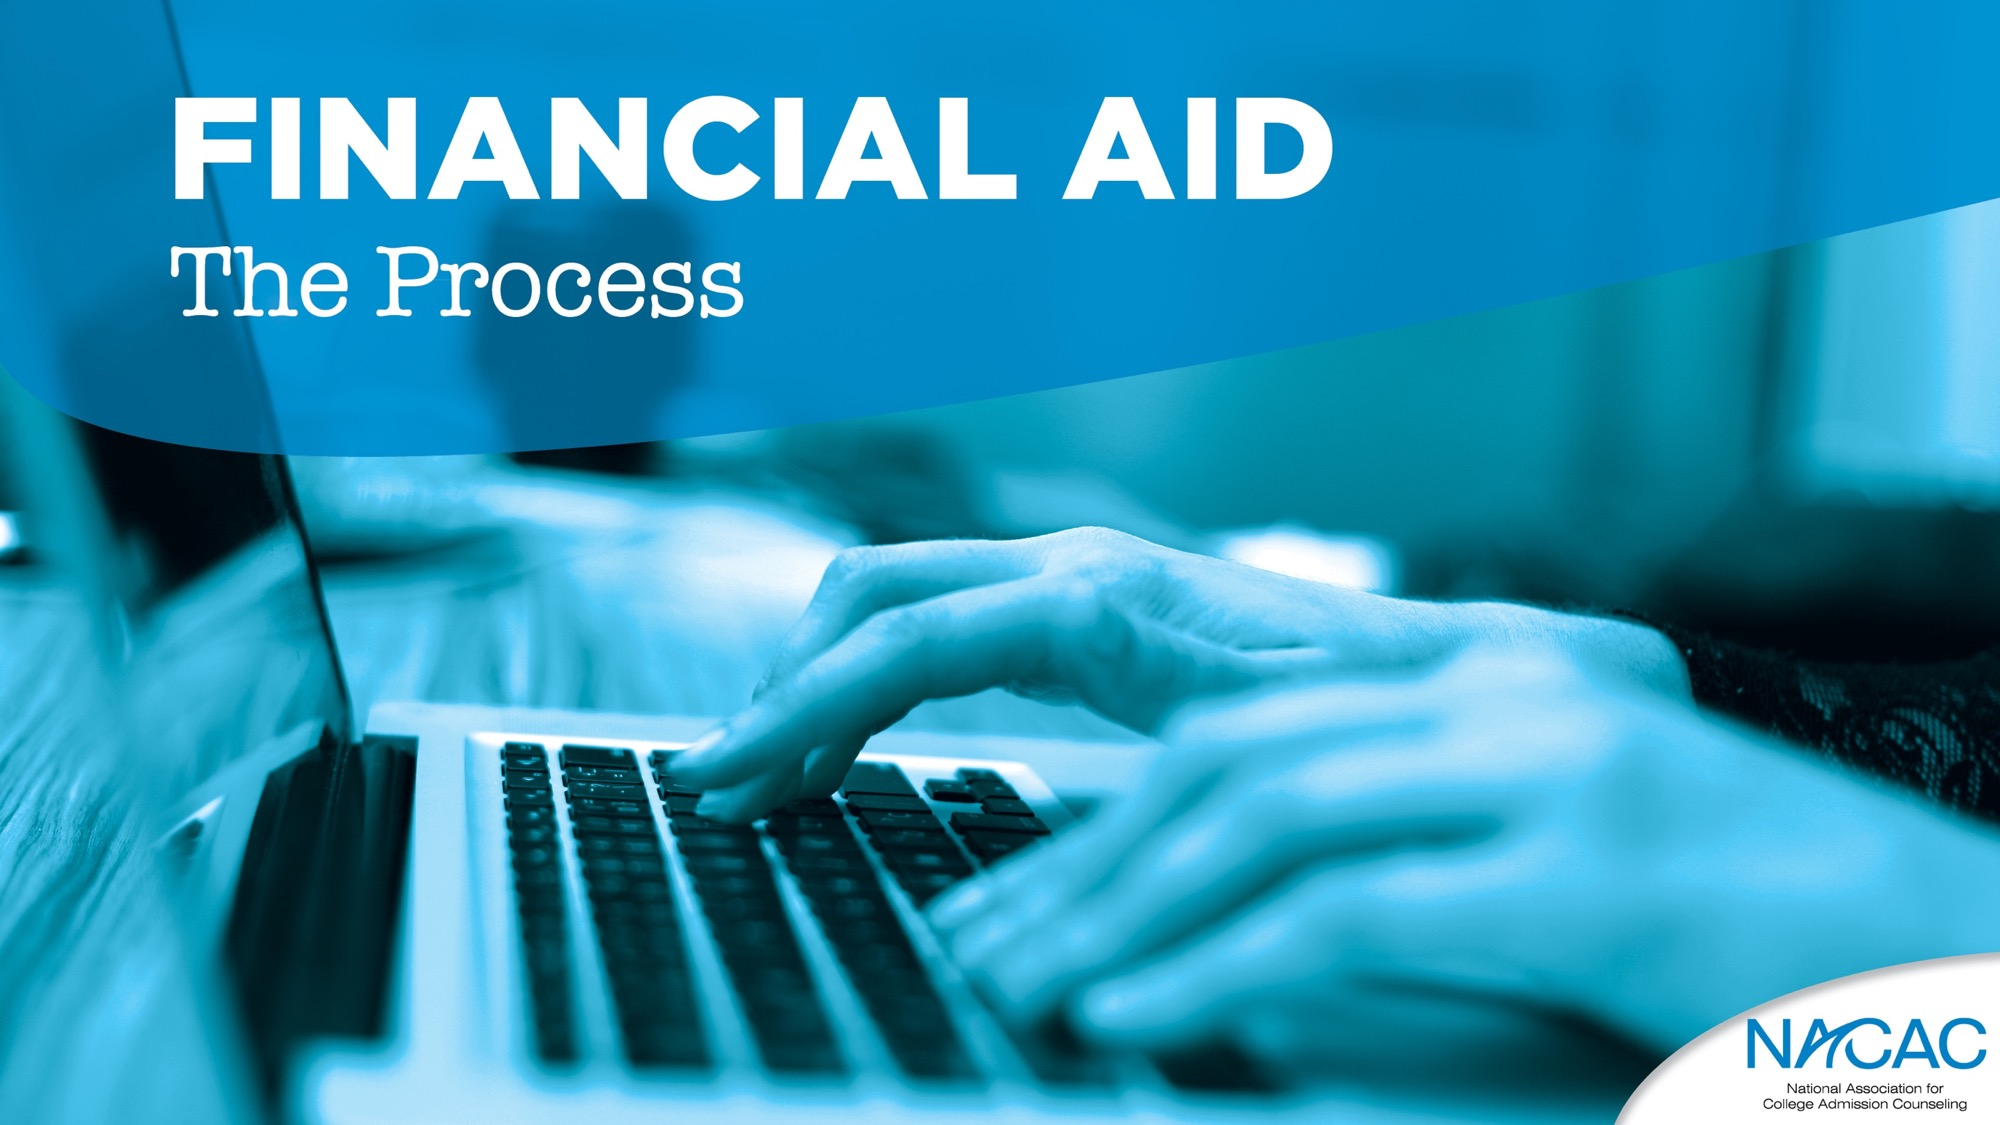 FINANCIAL AID
The Process
NACAC
National Association for
College Admission Counseling